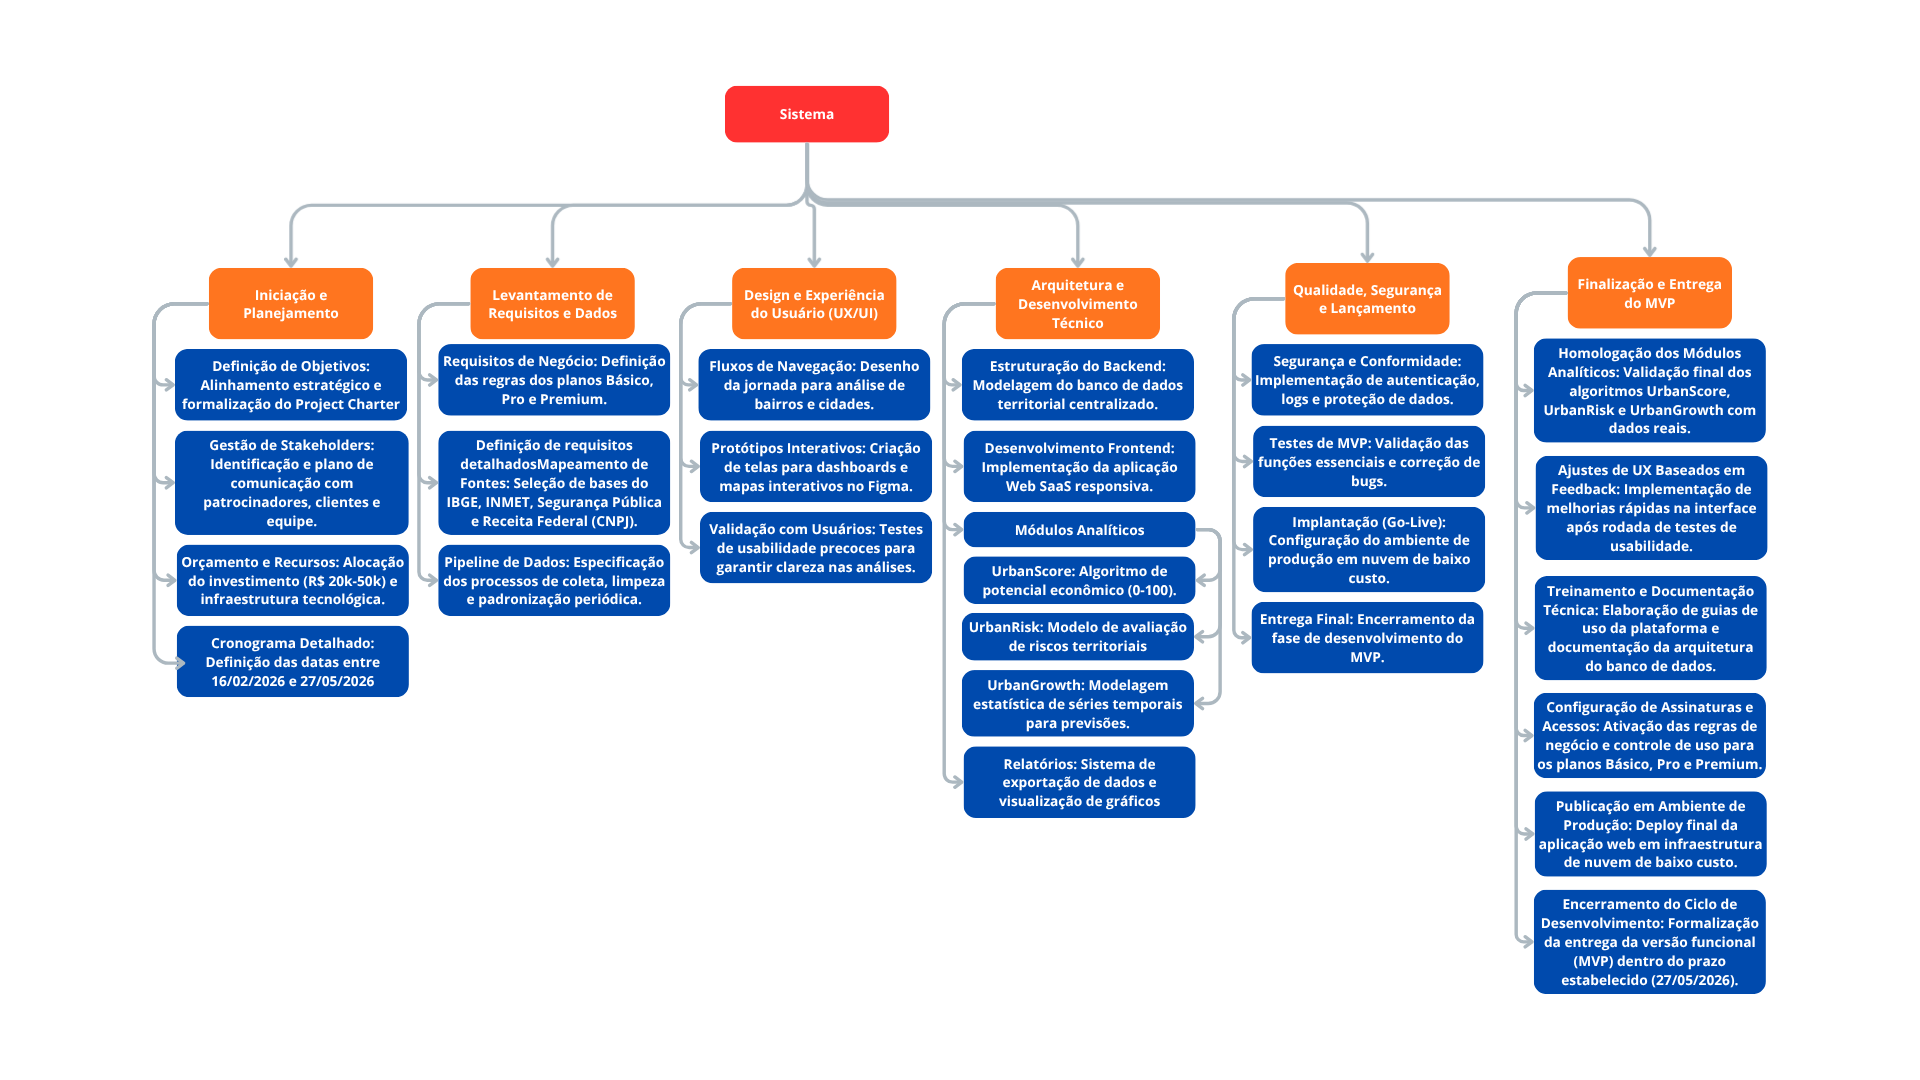 Sistema
Iniciação e
Planejamento
Definição de Objetivos:
Alinhamento estratégico e
formalização do Project Charter
Gestão de Stakeholders:
Identificação e plano de
comunicação com
patrocinadores, clientes e
equipe.
Orçamento e Recursos: Alocação
do investimento (R$ 20k-50k) e
infraestrutura tecnológica.
Cronograma Detalhado:
Definição das datas entre
16/02/2026 e 27/05/2026
Levantamento de
Requisitos e Dados
Requisitos de Negócio: Definição
das regras dos planos Básico,
Pro e Premium.
Definição de requisitos
detalhadosMapeamento de
Fontes: Seleção de bases do
IBGE, INMET, Segurança Pública
e Receita Federal (CNPJ).
Pipeline de Dados: Especificação
dos processos de coleta, limpeza
e padronização periódica.
Design e Experiência
do Usuário (UX/UI)
Fluxos de Navegação: Desenho
da jornada para análise de
bairros e cidades.
Protótipos Interativos: Criação
de telas para dashboards e
mapas interativos no Figma.
Validação com Usuários: Testes
de usabilidade precoces para
garantir clareza nas análises.
Arquitetura e
Desenvolvimento
Técnico
Estruturação do Backend:
Modelagem do banco de dados
territorial centralizado.
Desenvolvimento Frontend:
Implementação da aplicação
Web SaaS responsiva.
Módulos Analíticos
UrbanScore: Algoritmo de
potencial econômico (0-100).
UrbanRisk: Modelo de avaliação
de riscos territoriais
UrbanGrowth: Modelagem
estatística de séries temporais
para previsões.
Relatórios: Sistema de
exportação de dados e
visualização de gráficos
Qualidade, Segurança
e Lançamento
Segurança e Conformidade:
Implementação de autenticação,
logs e proteção de dados.
Testes de MVP: Validação das
funções essenciais e correção de
bugs.
Implantação (Go-Live):
Configuração do ambiente de
produção em nuvem de baixo
custo.
Entrega Final: Encerramento da
fase de desenvolvimento do
MVP.
Finalização e Entrega
do MVP
Homologação dos Módulos
Analíticos: Validação final dos
algoritmos UrbanScore,
UrbanRisk e UrbanGrowth com
dados reais.
Ajustes de UX Baseados em
Feedback: Implementação de
melhorias rápidas na interface
após rodada de testes de
usabilidade.
Treinamento e Documentação
Técnica: Elaboração de guias de
uso da plataforma e
documentação da arquitetura
do banco de dados.
Configuração de Assinaturas e
Acessos: Ativação das regras de
negócio e controle de uso para
os planos Básico, Pro e Premium.
Publicação em Ambiente de
Produção: Deploy final da
aplicação web em infraestrutura
de nuvem de baixo custo.
Encerramento do Ciclo de
Desenvolvimento: Formalização
da entrega da versão funcional
(MVP) dentro do prazo
estabelecido (27/05/2026).